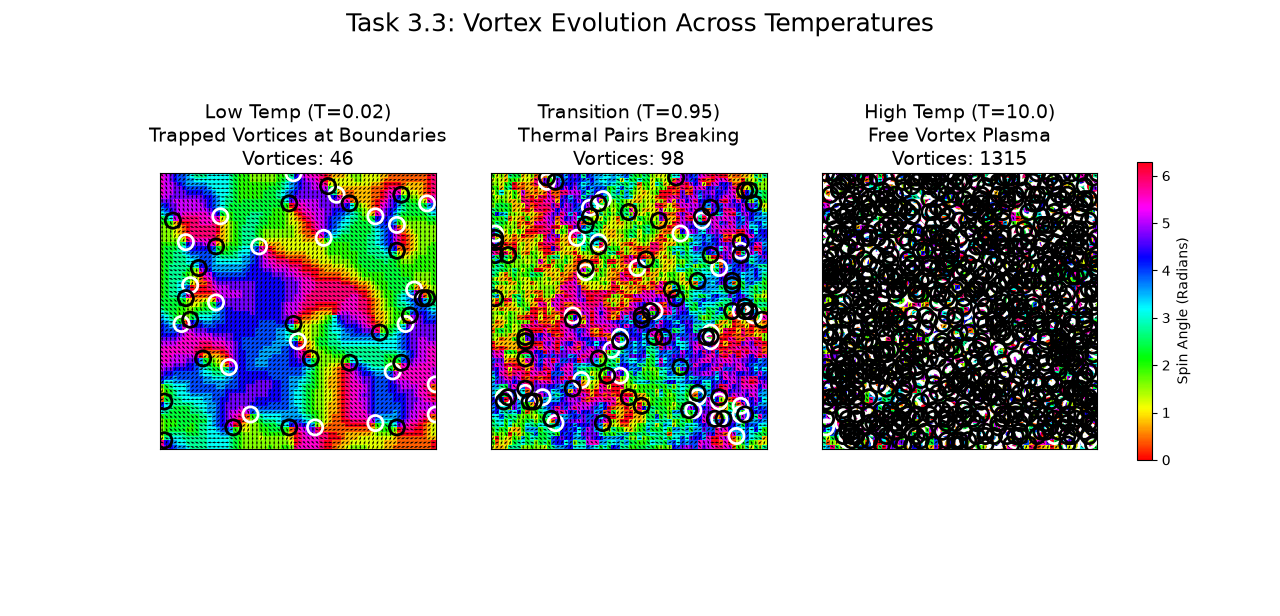 Task 3.3: Vortex Evolution Across Temperatures
Low Temp (T=0.02)
Trapped Vortices at Boundaries
Vortices: 46
Transition (T=0.95)
Thermal Pairs Breaking
Vortices: 98
High Temp (T=10.0)
Free Vortex Plasma
Vortices: 1315
6
5
4
3
2
1
0
Spin Angle (Radians)